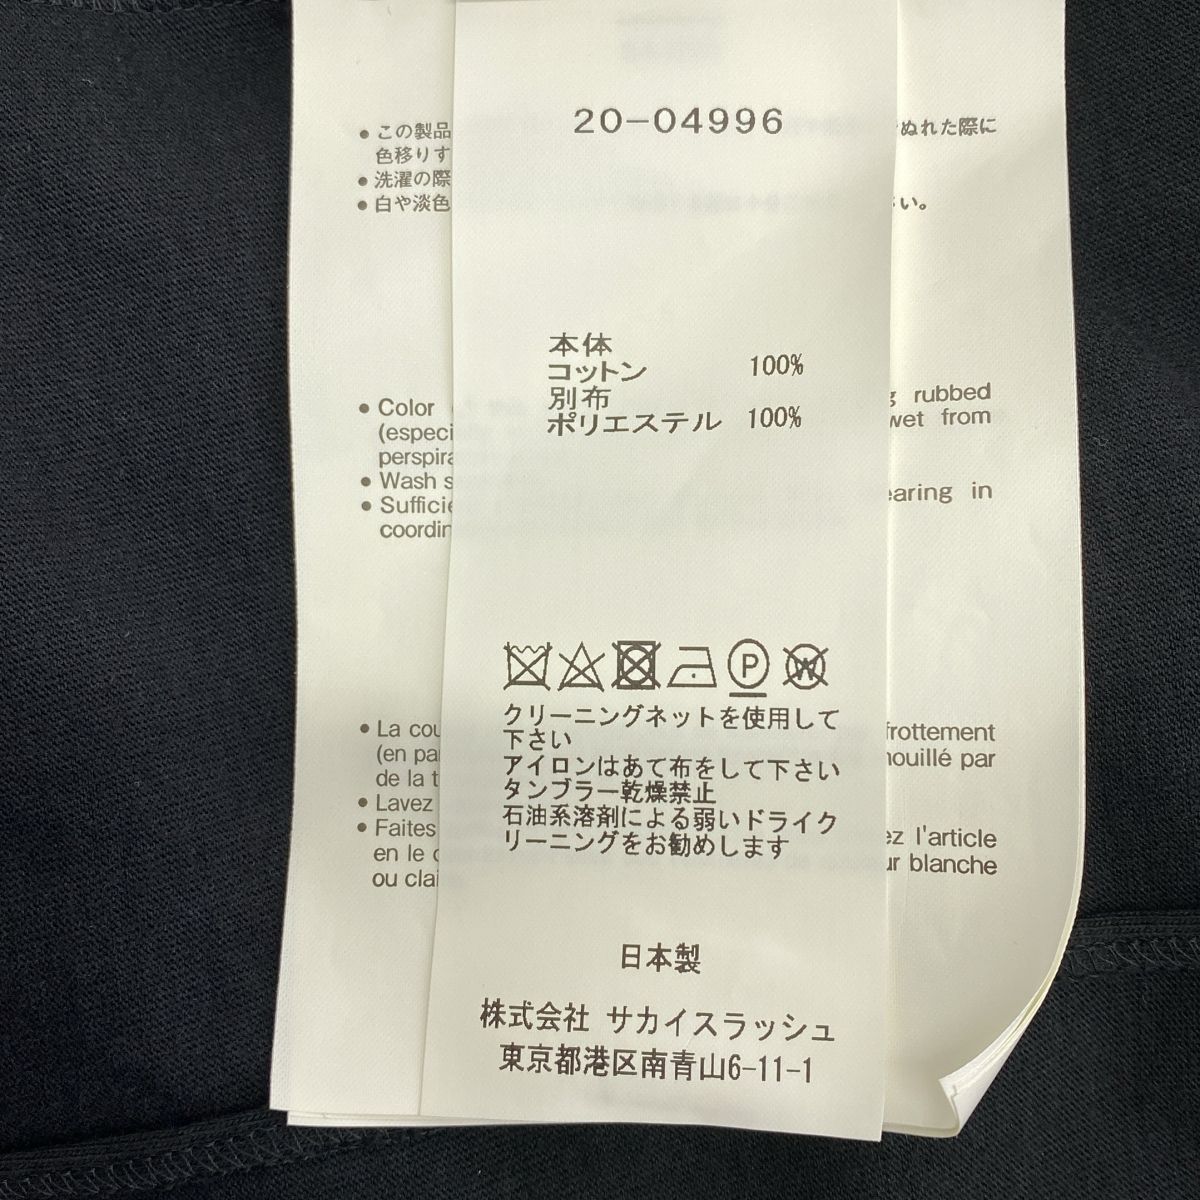 20-04996
本体
コットン 100%
別布
ポリエステル 100%
P
W
クリーニングネットを使用して
下さい
アイロンはあて布をして下さい
タンブラー乾燥禁止
石油系溶剤による弱いドライク
リーニングをお勧めします
日本製
株式会社 サカイスラッシュ
東京都港区南青山6-11-1
●この製品
ぬれた際に
色移りす
●洗濯の際
●白や淡色
い。
● Color
rubbed
(especi
wet from
perspira
● Wash s
● Sufficie
earing in
coordin
● La cou
frottement
(en pa
nouillé par
de la t
● Lavez
● Faites
ez l'article
en le
ur blanche
ou clai